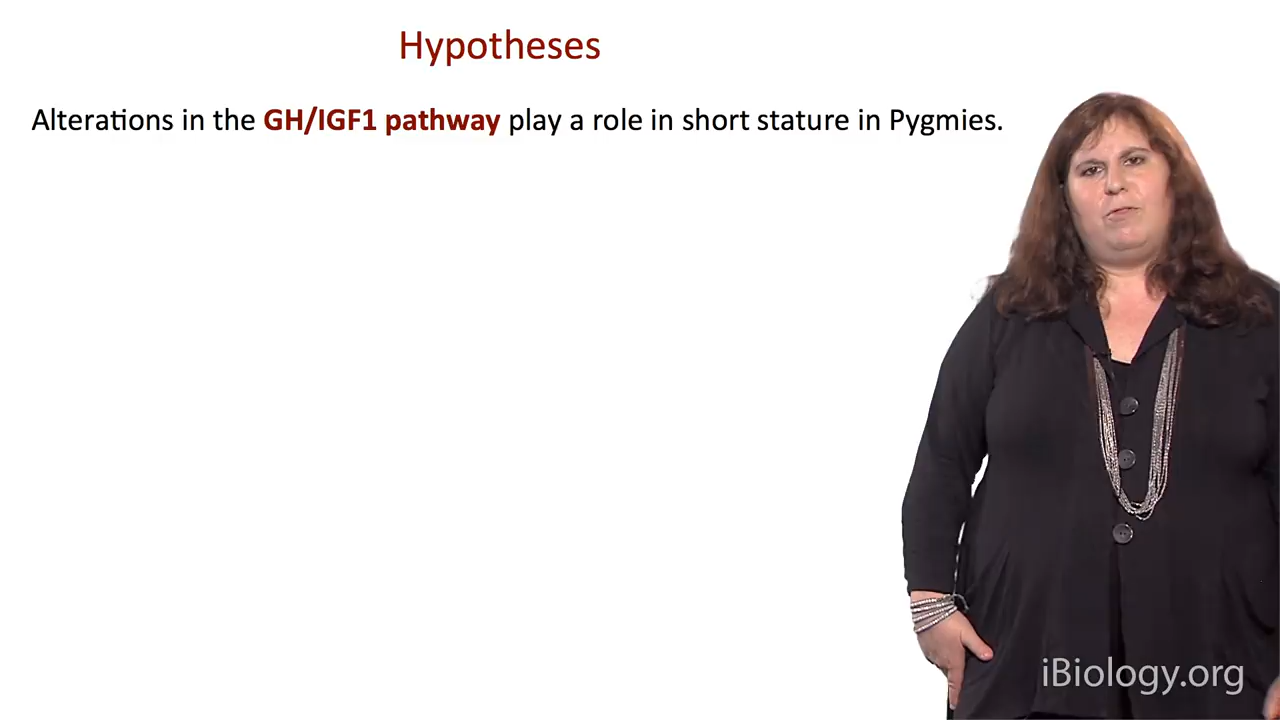 Hypotheses
Alterations in the GH/IGF1 pathway play a role in short stature in Pygmies.
iBiology.org